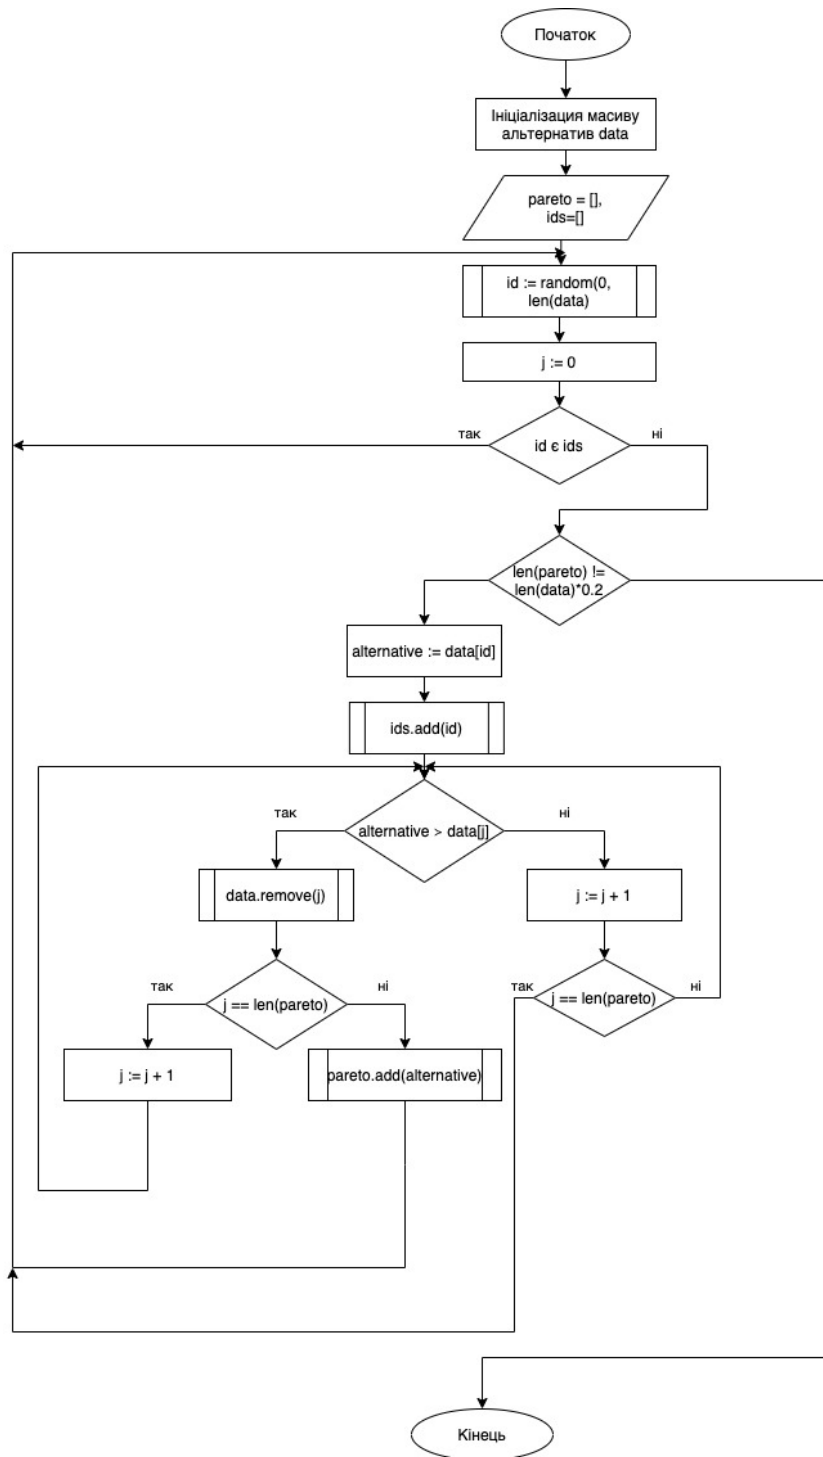 Початок
Ініціалізация масиву
альтернатив data
pareto = [],
ids=[]
id := random(0,
len(data)
j := 0
так
id є ids
ні
len(pareto) !=
len(data)*0.2
alternative := data[id]
ids.add(id)
так
alternative > data[j]
ні
data.remove(j)
j := j + 1
так
j == len(pareto)
ні
так
j == len(pareto)
ні
j := j + 1
pareto.add(alternative)
Кінець